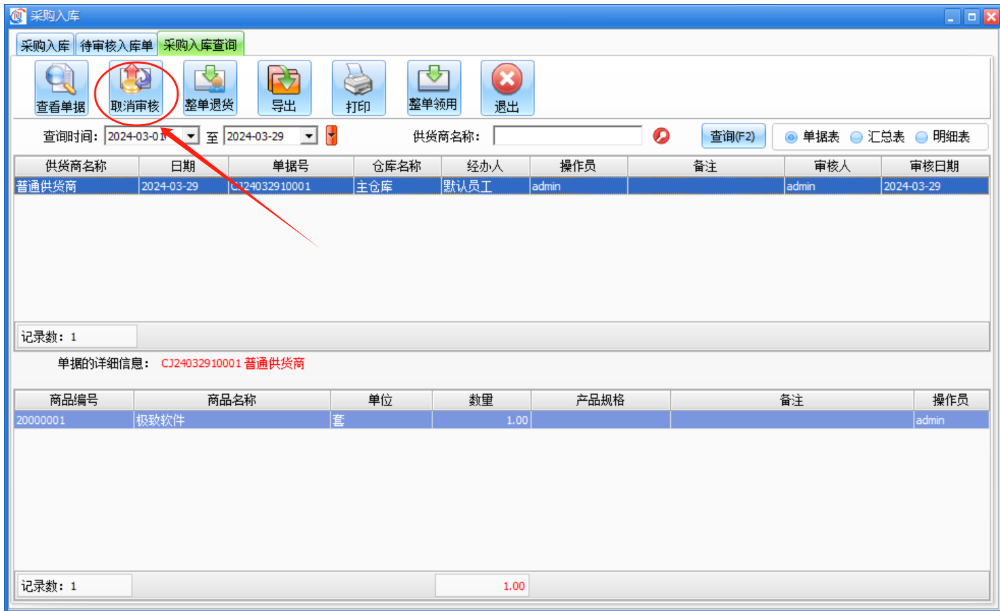 采购入库
采购入库 待审核入库单 采购入库查询
查看单据 取消审核 整单退货 导出 打印 整单领用 退出
查询时间: 2024-03-01 至 2024-03-29 供货商名称: 查询(F2) 单据表 汇总表 明细表
供货商名称 日期 单据号 仓库名称 经办人 操作员 备注 审核人 审核日期
普通供货商 2024-03-29 CJ24032910001 主仓库 默认员工 admin admin 2024-03-29
记录数: 1
单据的详细信息: CJ24032910001 普通供货商
商品编号 商品名称 单位 数量 产品规格 备注 操作员
20000001 极致软件 套 1.00 admin
记录数: 1 1.00